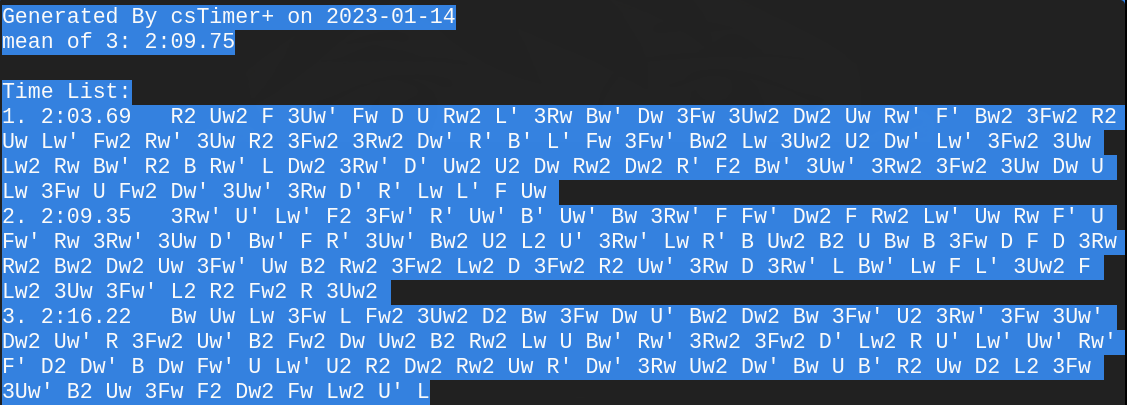 Generated By csTimer+ on 2023-01-14
mean of 3: 2:09.75
Time List:
1. 2:03.69 R2 Uw2 F 3Uw' Fw D U Rw2 L' 3Rw Bw' Dw 3Fw 3Uw2 Dw2 Uw Rw' F' Bw2 3Fw2 R2
Uw Lw' Fw2 Rw' 3Uw R2 3Fw2 3Rw2 Dw' R' B' L' Fw 3Fw' Bw2 Lw 3Uw2 U2 Dw' Lw' 3Fw2 3Uw
Lw2 Rw Bw' R2 B Rw' L Dw2 3Rw' D' Uw2 U2 Dw Rw2 Dw2 R' F2 Bw' 3Uw' 3Rw2 3Fw2 3Uw Dw U
Lw 3Fw U Fw2 Dw' 3Uw' 3Rw D' R' Lw L' F Uw
2. 2:09.35 3Rw' U' Lw' F2 3Fw' R' Uw' B' Uw' Bw 3Rw' F Fw' Dw2 F Rw2 Lw' Uw Rw F' U
Fw' Rw 3Rw' 3Uw D' Bw' F R' 3Uw' Bw2 U2 L2 U' 3Rw' Lw R' B Uw2 B2 U Bw B 3Fw D F D 3Rw
Rw2 Bw2 Dw2 Uw 3Fw' Uw B2 Rw2 3Fw2 Lw2 D 3Fw2 R2 Uw' 3Rw D 3Rw' L Bw' Lw F L' 3Uw2 F
Lw2 3Uw 3Fw' L2 R2 Fw2 R 3Uw2
3. 2:16.22 Bw Uw Lw 3Fw L Fw2 3Uw2 D2 Bw 3Fw Dw U' Bw2 Dw2 Bw 3Fw' U2 3Rw' 3Fw 3Uw'
Dw2 Uw' R 3Fw2 Uw' B2 Fw2 Dw Uw2 B2 Rw2 Lw U Bw' Rw' 3Rw2 3Fw2 D' Lw2 R U' Lw' Uw' Rw'
F' D2 Dw' B Dw Fw' U Lw' U2 R2 Dw2 Rw2 Uw R' Dw' 3Rw Uw2 Dw' Bw U B' R2 Uw D2 L2 3Fw
3Uw' B2 Uw 3Fw F2 Dw2 Fw Lw2 U' L